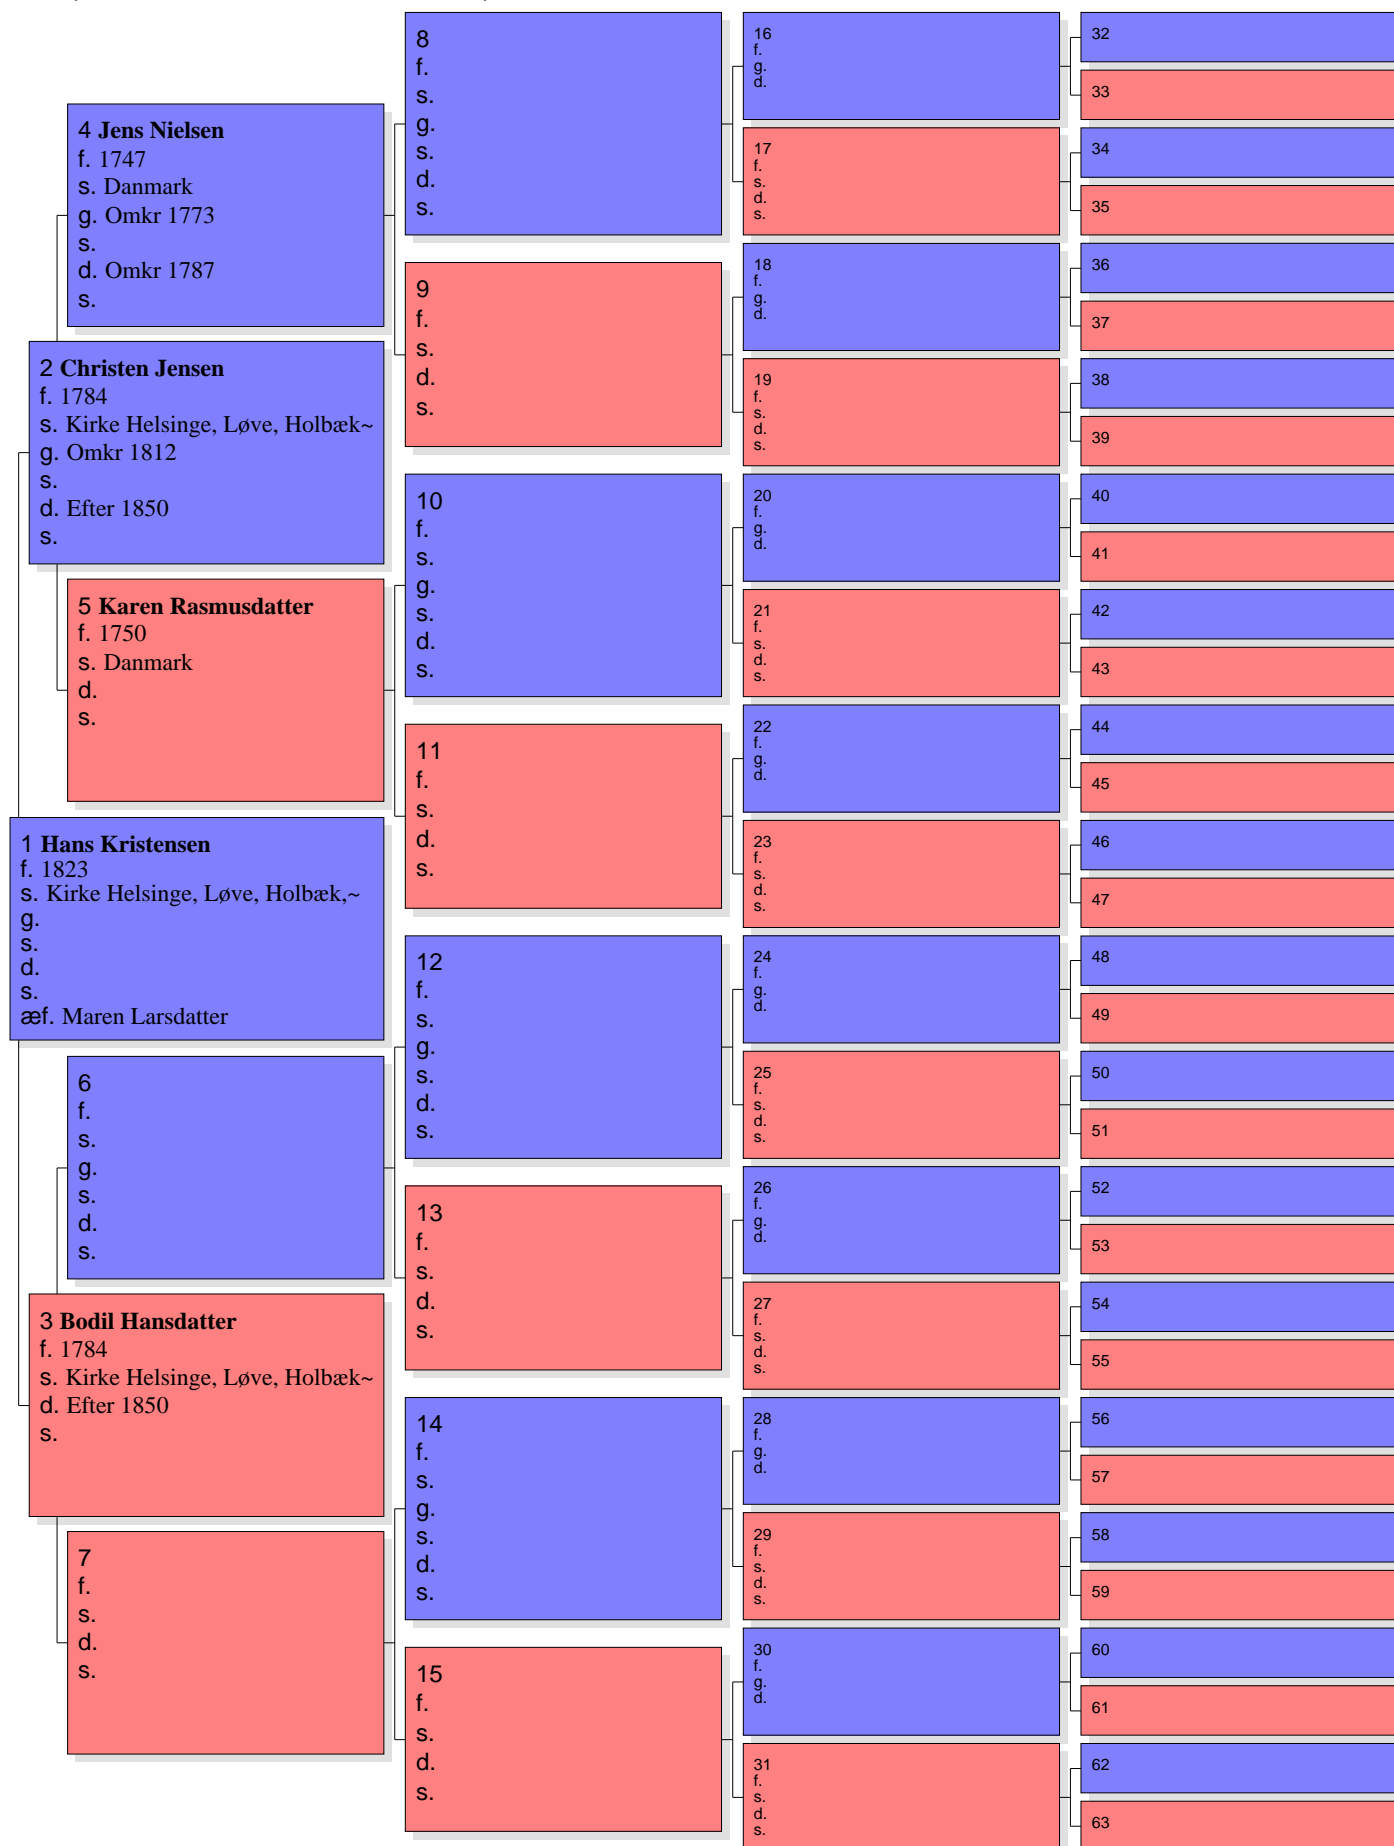 4 Jens Nielsen
f. 1747
s. Danmark
g. Omkr 1773
s.
d. Omkr 1787
s.
2 Christen Jensen
f. 1784
s. Kirke Helsinge, Løve, Holbæk~
g. Omkr 1812
s.
d. Efter 1850
s.
5 Karen Rasmusdatter
f. 1750
s. Danmark
d.
s.
1 Hans Kristensen
f. 1823
s. Kirke Helsinge, Løve, Holbæk,~
g.
s.
d.
s.
æf. Maren Larsdatter
6
f.
s.
g.
s.
d.
s.
3 Bodil Hansdatter
f. 1784
s. Kirke Helsinge, Løve, Holbæk~
d. Efter 1850
s.
7
f.
s.
d.
s.
8
f.
s.
g.
s.
d.
s.
9
f.
s.
d.
s.
10
f.
s.
g.
s.
d.
s.
11
f.
s.
d.
s.
12
f.
s.
g.
s.
d.
s.
13
f.
s.
d.
s.
14
f.
s.
g.
s.
d.
s.
15
f.
s.
d.
s.
16
f.
g.
d.
17
f.
s.
d.
s.
18
f.
g.
d.
19
f.
s.
d.
s.
20
f.
g.
d.
21
f.
s.
d.
s.
22
f.
g.
d.
23
f.
s.
d.
s.
24
f.
g.
d.
25
f.
s.
d.
s.
26
f.
g.
d.
27
f.
s.
d.
s.
28
f.
g.
d.
29
f.
s.
d.
s.
30
f.
g.
d.
31
f.
s.
d.
s.
32
33
34
35
36
37
38
39
40
41
42
43
44
45
46
47
48
49
50
51
52
53
54
55
56
57
58
59
60
61
62
63